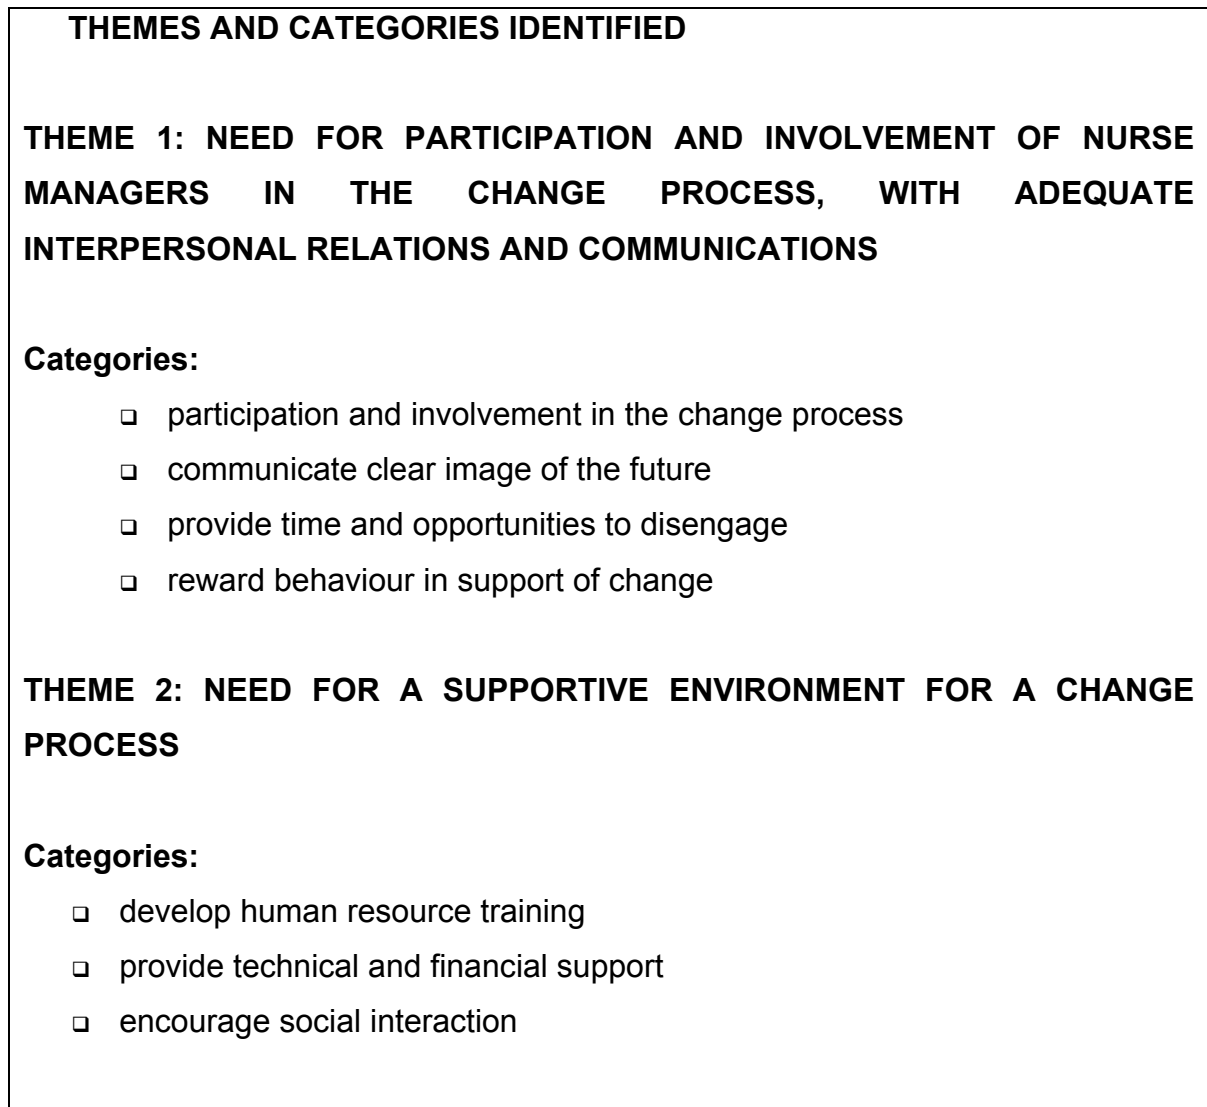 THEMES AND CATEGORIES IDENTIFIED
THEME 1: NEED FOR PARTICIPATION AND INVOLVEMENT OF NURSE
MANAGERS IN THE CHANGE PROCESS, WITH ADEQUATE
INTERPERSONAL RELATIONS AND COMMUNICATIONS
Categories:
❑ participation and involvement in the change process
❑ communicate clear image of the future
❑ provide time and opportunities to disengage
❑ reward behaviour in support of change
THEME 2: NEED FOR A SUPPORTIVE ENVIRONMENT FOR A CHANGE
PROCESS
Categories:
❑ develop human resource training
❑ provide technical and financial support
❑ encourage social interaction